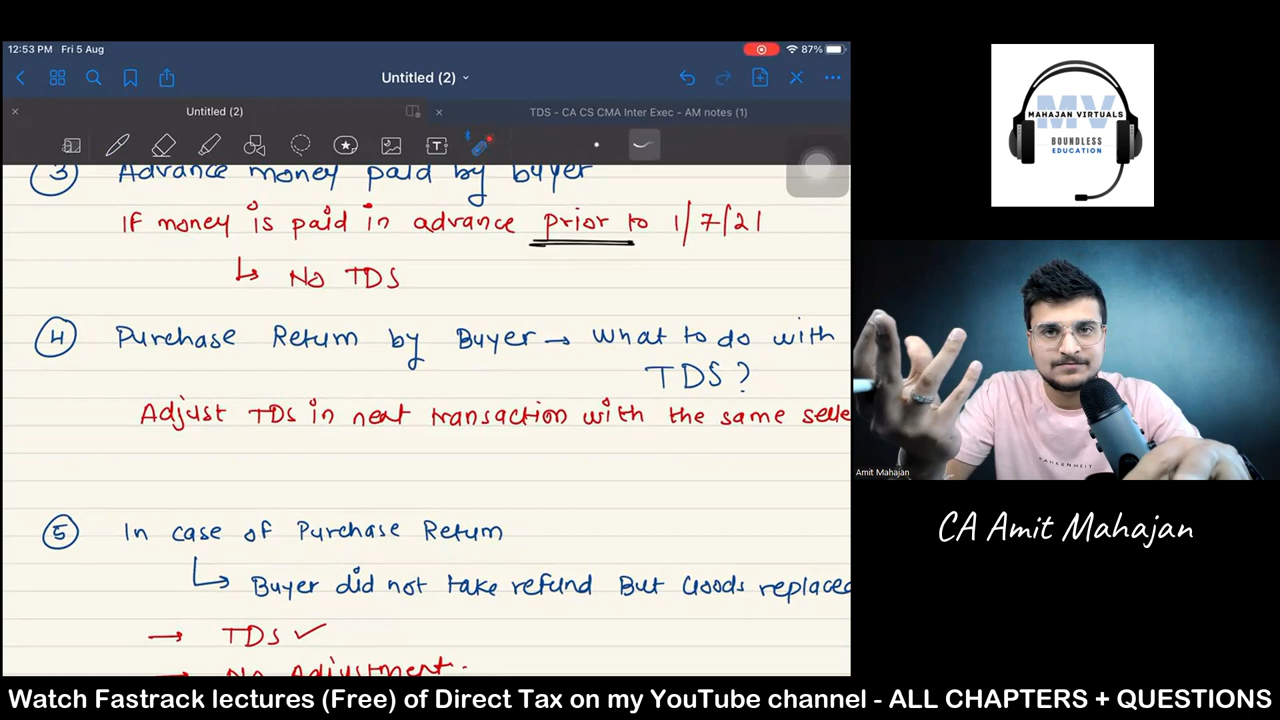 12:53 PM Fri 5 Aug
87%
Untitled (2)
Untitled (2)
TDS - CA CS CMA Inter Exec - AM notes (1)
3 Advance money paid by buyer
If money is paid in advance prior to 1/7/21
↳ No TDS
4 Purchase Return by Buyer → What to do with
TDS?
Adjust TDS in next transaction with the same selle
5 In case of Purchase Return
↳ Buyer did not take refund But Goods replaced
→ TDS ✓
→ No Adjustment.
MV
MAHAJAN VIRTUALS
BOUNDLESS
EDUCATION
FAHRENHEIT
Amit Mahajan
CA Amit Mahajan
Watch Fastrack lectures (Free) of Direct Tax on my YouTube channel - ALL CHAPTERS + QUESTIONS